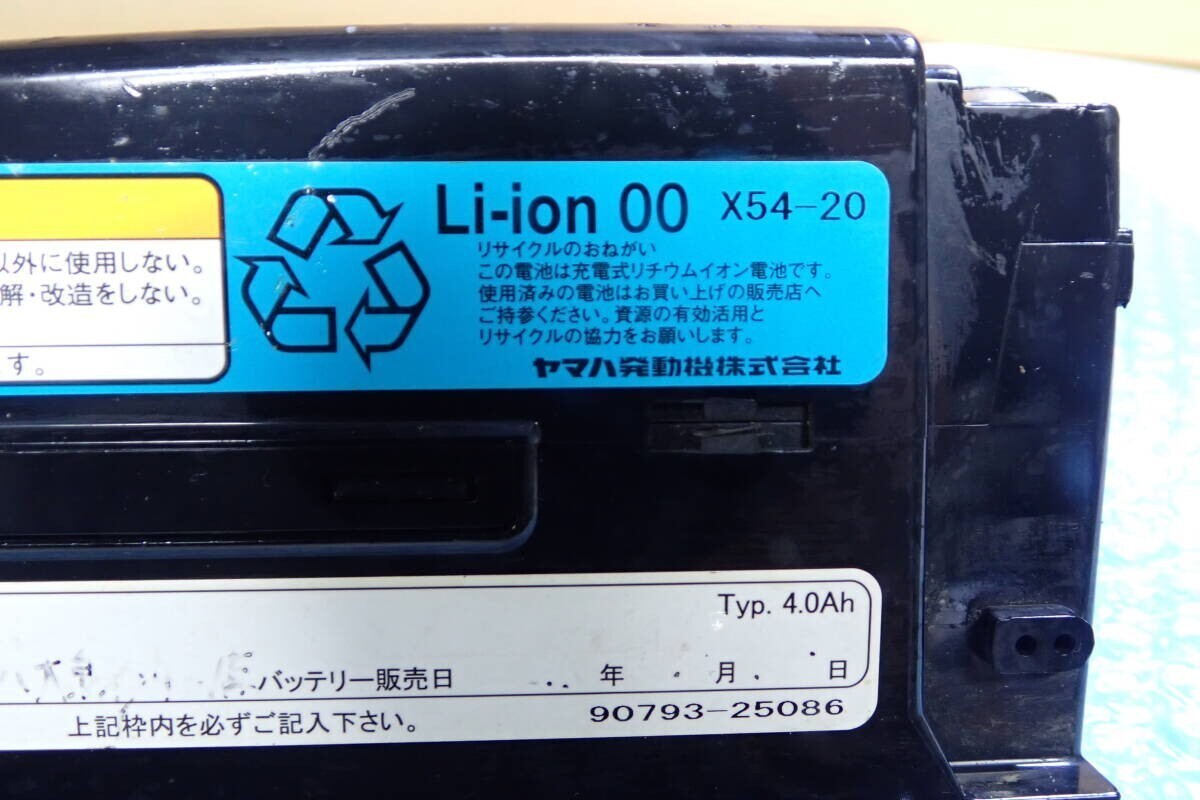 以外に使用しない。
解・改造をしない。
す。
Li-ion 00 X54-20
リサイクルのおねがい
この電池は充電式リチウムイオン電池です。
使用済みの電池はお買い上げの販売店へ
ご持参ください。資源の有効活用と
リサイクルの協力をお願いします。
ヤマハ発動機株式会社
Typ. 4.0Ah
バッテリー販売日 年 月 日
上記枠内を必ずご記入下さい。 90793-25086